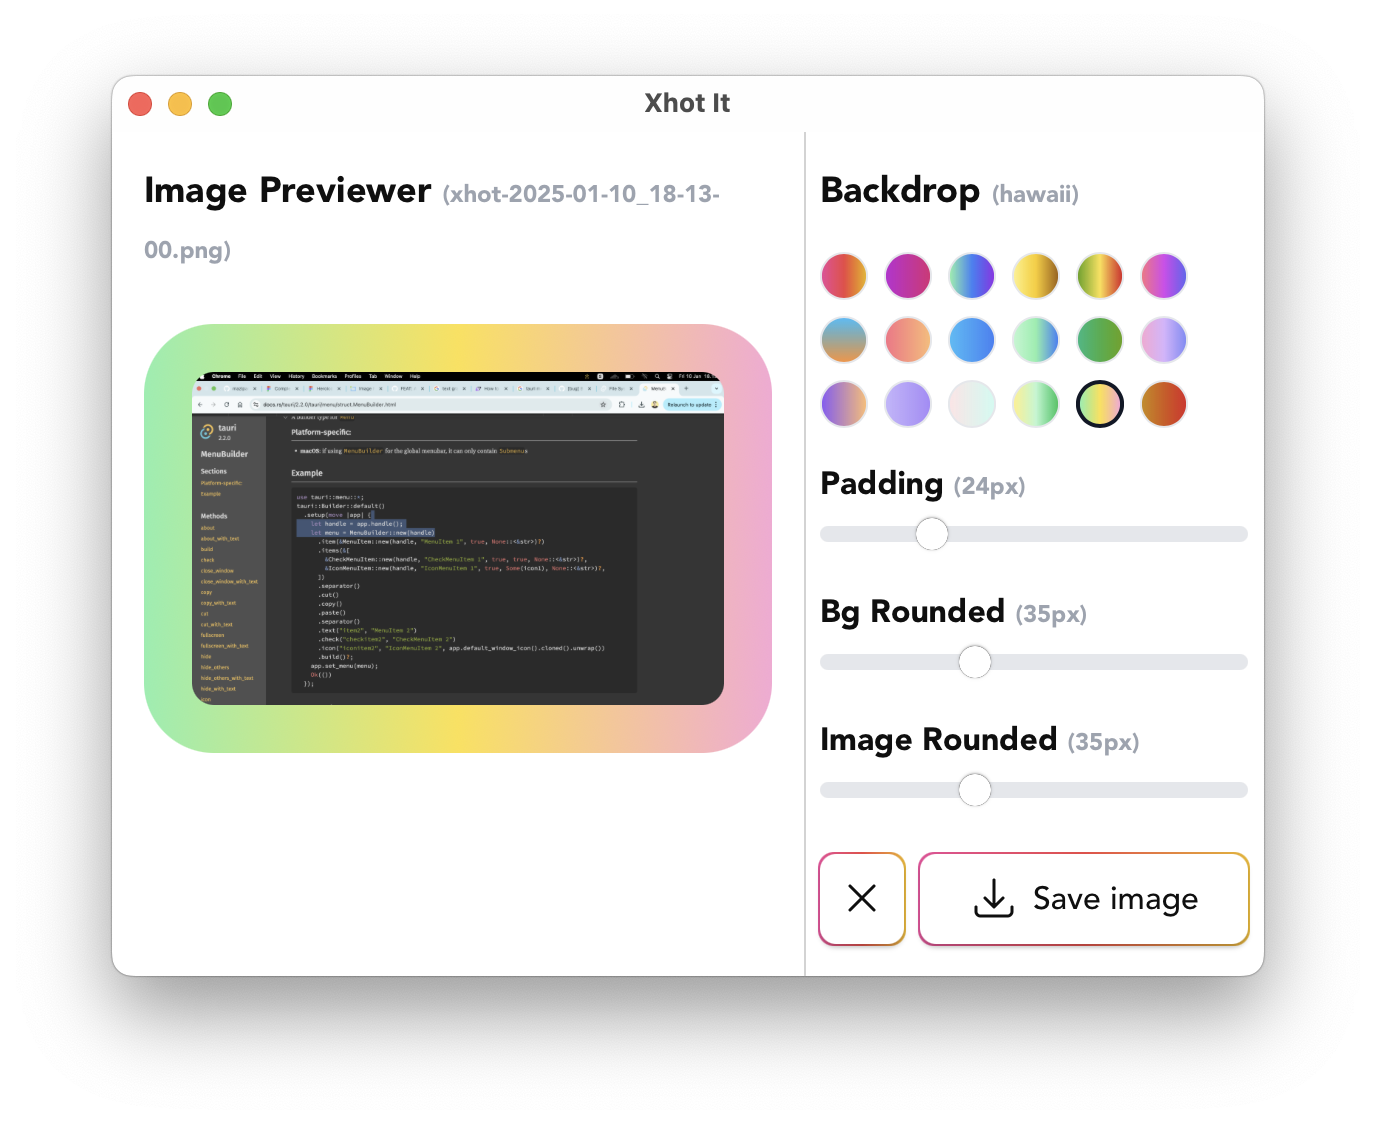 Xhot It
Image Previewer (xhot-2025-01-10_18-13-
00.png)
Chrome File Edit View History Bookmarks Profiles Tab Window Help
Fri 10 Jan 18.
docs.rs/tauri/2.2.0/tauri/menu/struct.MenuBuilder.html
Relaunch to update
tauri
2.2.0
MenuBuilder
Sections
Platform-specific:
Example
Methods
about
about_with_text
build
check
close_window
close_window_with_text
copy
copy_with_text
cut
cut_with_text
fullscreen
fullscreen_with_text
hide
hide_others
hide_others_with_text
hide_with_text
icon
A builder type for Menu
Platform-specific:
• macOS: if using MenuBuilder for the global menubar, it can only contain Submenus
Example
use tauri::menu::*;
tauri::Builder::default()
.setup(move |app| {
let handle = app.handle();
let menu = MenuBuilder::new(handle)
.item(&MenuItem::new(handle, "MenuItem 1", true, None::<&str>)?)
.items(&[
&CheckMenuItem::new(handle, "CheckMenuItem 1", true, true, None::<&str>)?,
&IconMenuItem::new(handle, "IconMenuItem 1", true, Some(icon1), None::<&str>)?,
])
.separator()
.cut()
.copy()
.paste()
.separator()
.text("item2", "MenuItem 2")
.check("checkitem2", "CheckMenuItem 2")
.icon("iconitem2", "IconMenuItem 2", app.default_window_icon().cloned().unwrap())
.build()?;
app.set_menu(menu);
Ok(())
});
Backdrop (hawaii)
Padding (24px)
Bg Rounded (35px)
Image Rounded (35px)
Save image